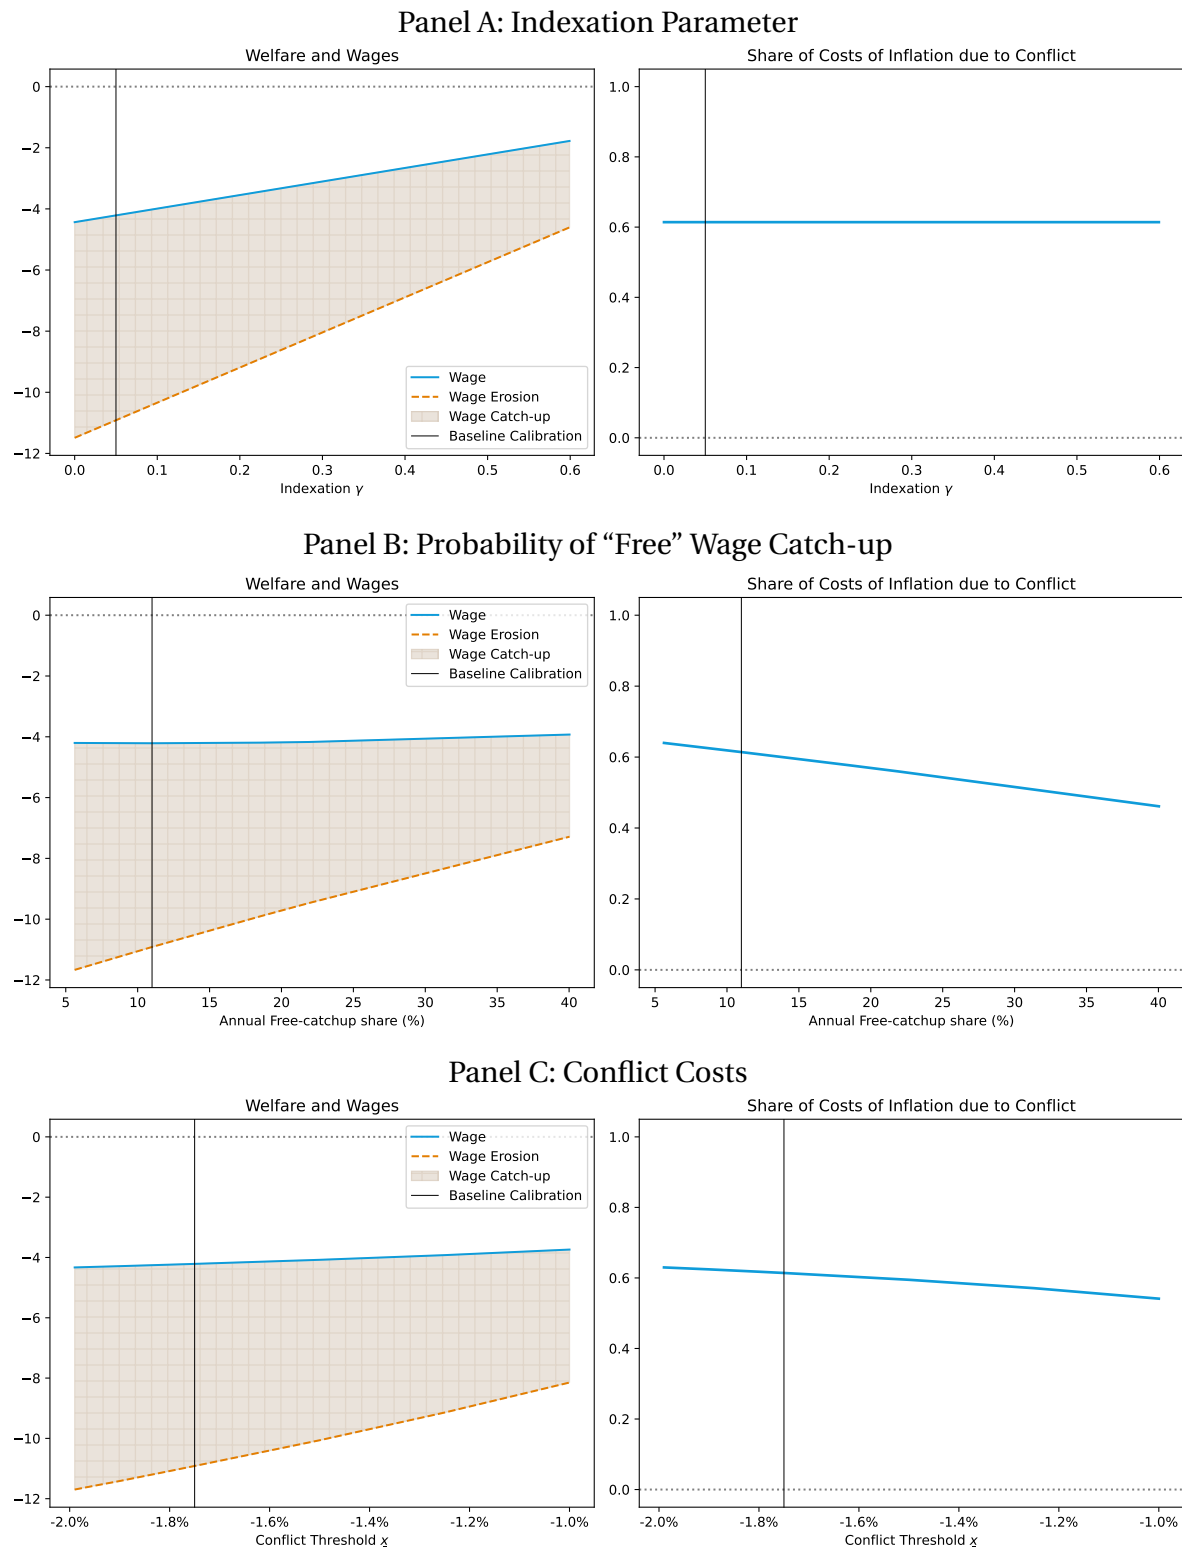 Panel A: Indexation Parameter
Welfare and Wages
0
−2
−4
−6
−8
−10
−12
Wage
Wage Erosion
Wage Catch-up
Baseline Calibration
0.0 0.1 0.2 0.3 0.4 0.5 0.6
Indexation γ
Share of Costs of Inflation due to Conflict
1.0
0.8
0.6
0.4
0.2
0.0
0.0 0.1 0.2 0.3 0.4 0.5 0.6
Indexation γ
Panel B: Probability of “Free” Wage Catch-up
Welfare and Wages
0
−2
−4
−6
−8
−10
−12
Wage
Wage Erosion
Wage Catch-up
Baseline Calibration
5 10 15 20 25 30 35 40
Annual Free-catchup share (%)
Share of Costs of Inflation due to Conflict
1.0
0.8
0.6
0.4
0.2
0.0
5 10 15 20 25 30 35 40
Annual Free-catchup share (%)
Panel C: Conflict Costs
Welfare and Wages
0
−2
−4
−6
−8
−10
−12
Wage
Wage Erosion
Wage Catch-up
Baseline Calibration
-2.0% -1.8% -1.6% -1.4% -1.2% -1.0%
Conflict Threshold x̱
Share of Costs of Inflation due to Conflict
1.0
0.8
0.6
0.4
0.2
0.0
-2.0% -1.8% -1.6% -1.4% -1.2% -1.0%
Conflict Threshold x̱